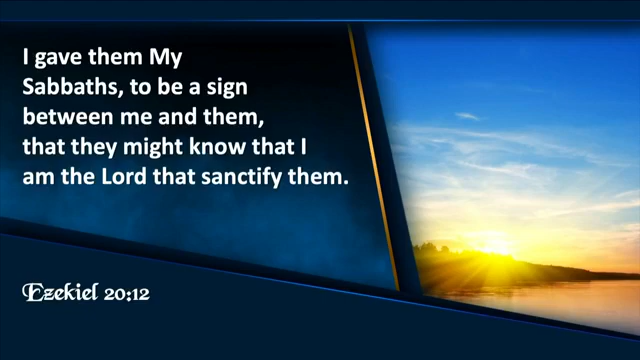 I gave them My
Sabbaths, to be a sign
between me and them,
that they might know that I
am the Lord that sanctify them.
Ezekiel 20:12